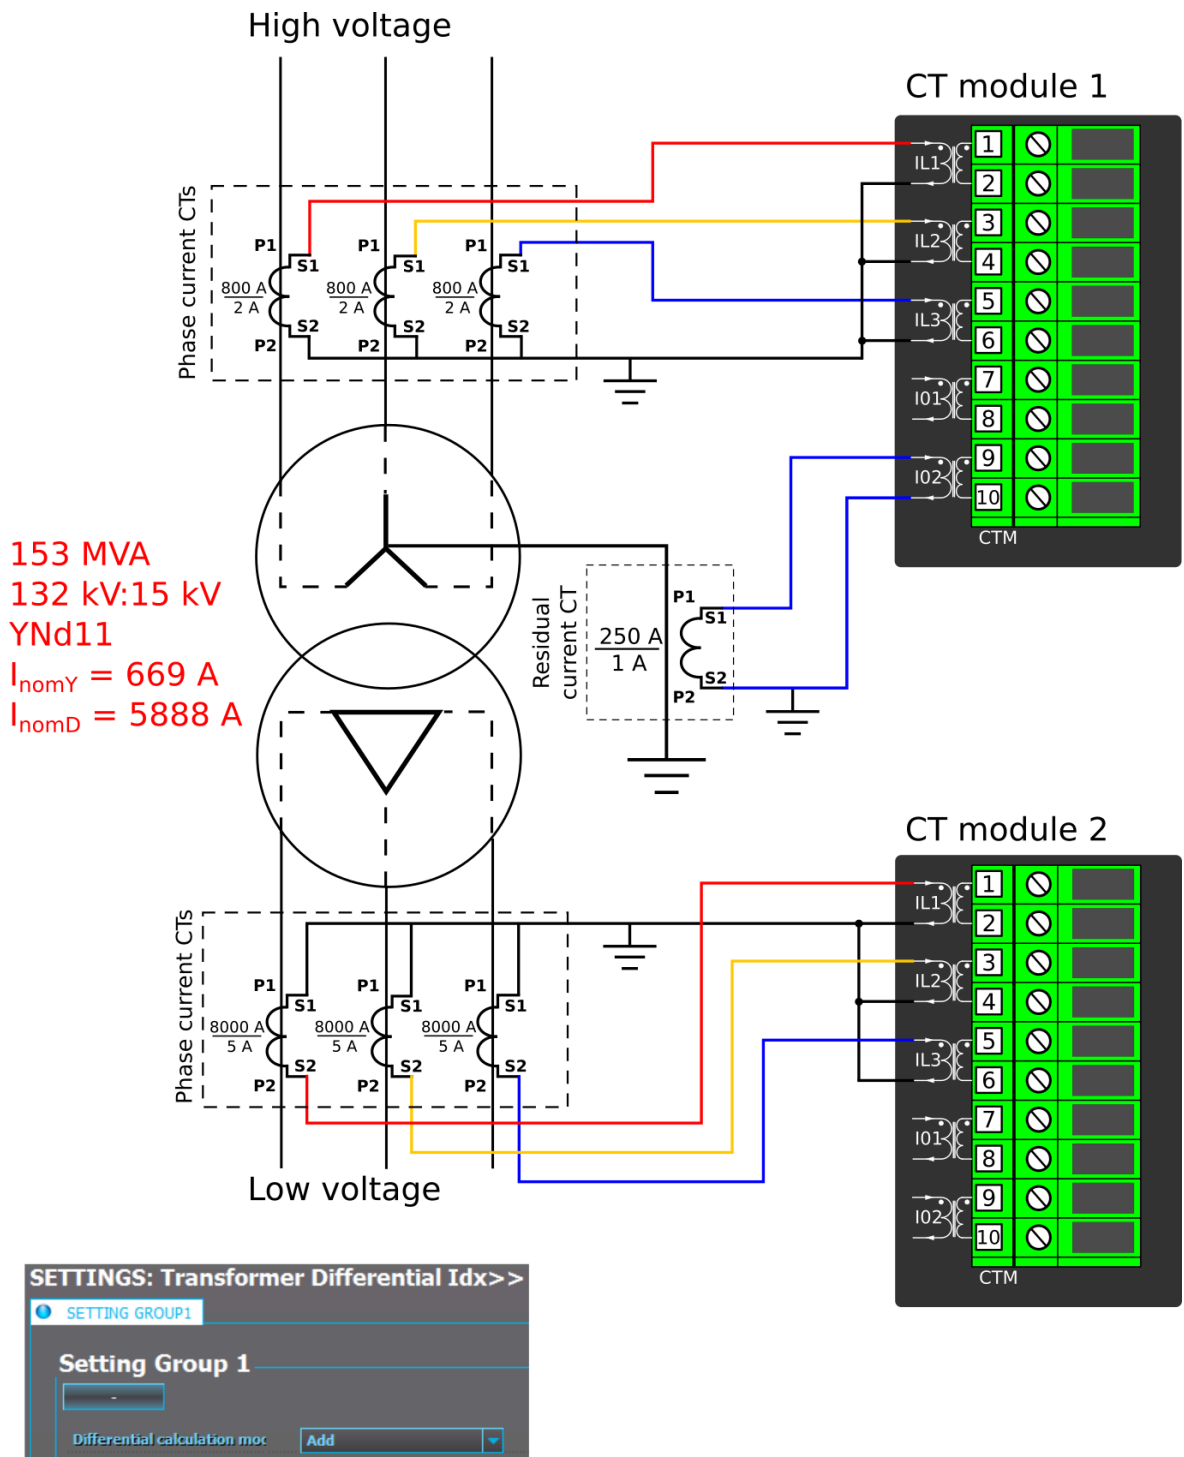 High voltage
CT module 1
Phase current CTs
P1
P1
P1
S1
S1
S1
800 A
2 A
800 A
2 A
800 A
2 A
S2
S2
S2
P2
P2
P2
IL1
1
2
IL2
3
4
IL3
5
6
I01
7
8
I02
9
10
CTM
153 MVA
132 kV:15 kV
YNd11
InomY = 669 A
InomD = 5888 A
Residual
current CT
P1
S1
250 A
1 A
S2
P2
CT module 2
Phase current CTs
P1
P1
P1
S1
S1
S1
8000 A
5 A
8000 A
5 A
8000 A
5 A
S2
S2
S2
P2
P2
P2
IL1
1
2
IL2
3
4
IL3
5
6
I01
7
8
I02
9
10
CTM
Low voltage
SETTINGS: Transformer Differential Idx>>
SETTING GROUP1
Setting Group 1
-
Differential calculation moc
Add